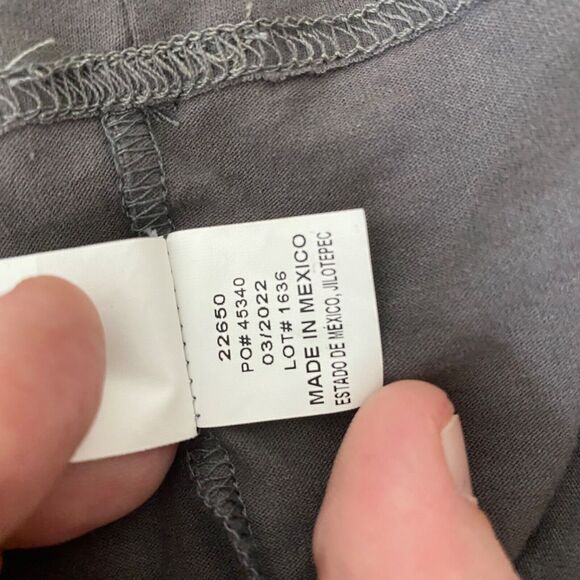 22650
PO# 45340
03/2022
LOT# 1636
MADE IN MEXICO
ESTADO DE MÉXICO, JILOTEPEC